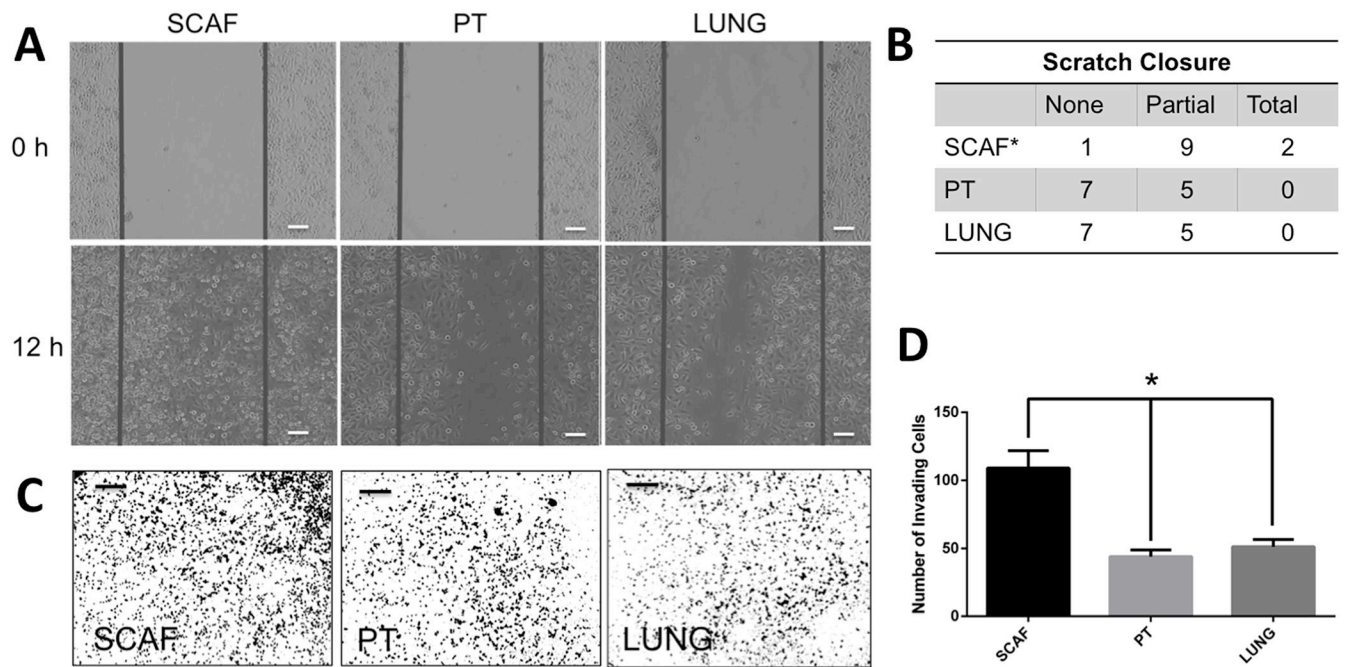 A
SCAF PT LUNG
0 h
12 h
B
Scratch Closure
None Partial Total
SCAF* 1 9 2
PT 7 5 0
LUNG 7 5 0
C
SCAF PT LUNG
D
*
Number of Invading Cells
150
100
50
0
SCAF PT LUNG